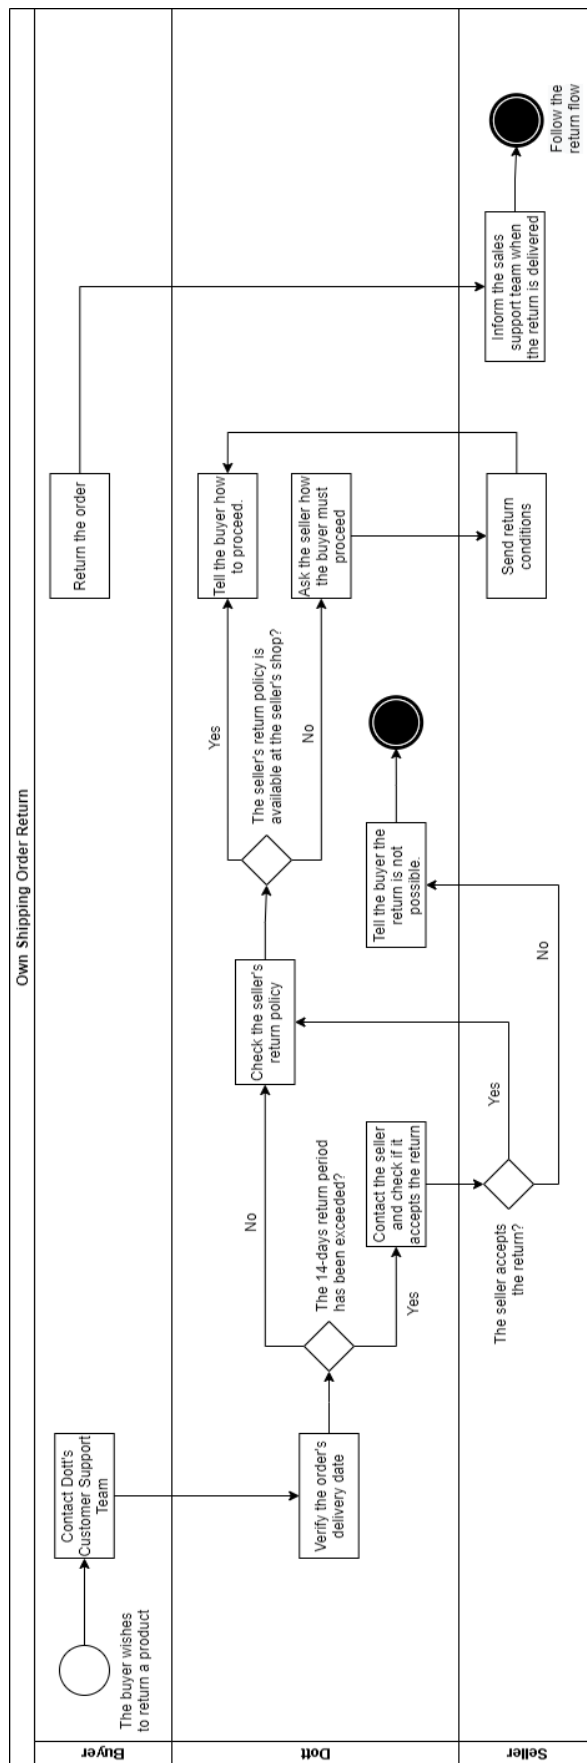 Own Shipping Order Return
Buyer
The buyer wishes
to return a product
Contact Dott's
Customer Support
Team
Return the order
Dott
Verify the order's
delivery date
The 14-days return period
has been exceeded?
No
Yes
Check the seller's
return policy
Contact the seller
and check if it
accepts the return
The seller's return policy is
available at the seller's shop?
Yes
No
Tell the buyer how
to proceed.
Ask the seller how
the buyer must
proceed
Tell the buyer the
return is not
possible.
Seller
The seller accepts
the return?
Yes
No
Send return
conditions
Inform the sales
support team when
the return is delivered
Follow the
return flow